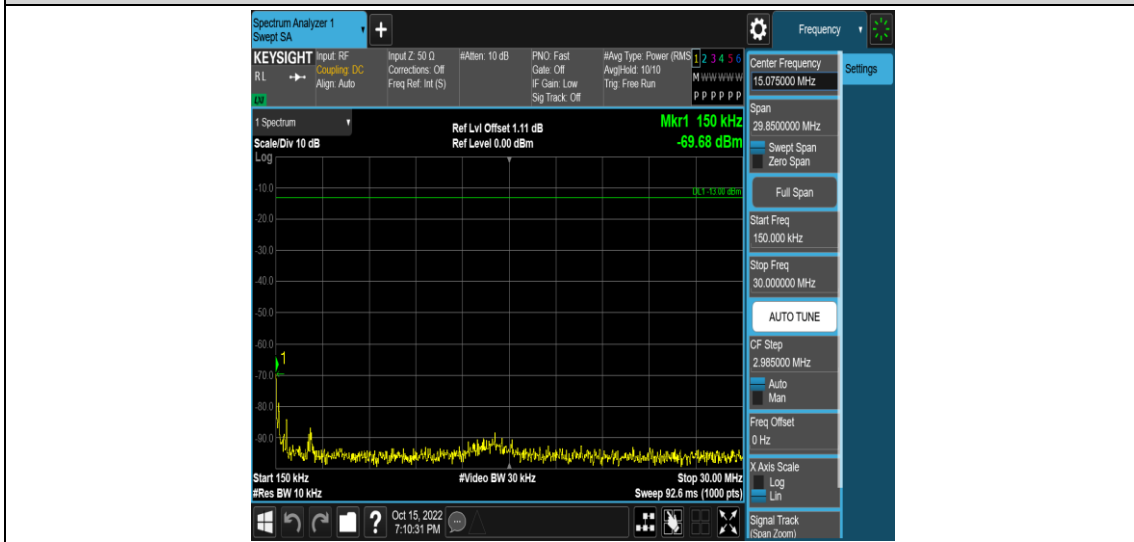 Spectrum Analyzer 1
Swept SA
+
Frequency
KEYSIGHT
RL
Input: RF
Coupling: DC
Align: Auto
Input Z: 50 Ω
Corrections: Off
Freq Ref: Int (S)
#Atten: 10 dB
PNO: Fast
Gate: Off
IF Gain: Low
Sig Track: Off
#Avg Type: Power (RMS
Avg|Hold: 10/10
Trig: Free Run
1 2 3 4 5 6
M W W W W W
P P P P P P
1 Spectrum
Scale/Div 10 dB
Log
Ref Lvl Offset 1.11 dB
Ref Level 0.00 dBm
Mkr1 150 kHz
-69.68 dBm
DL1 -13.00 dBm
-10.0
-20.0
-30.0
-40.0
-50.0
-60.0
-70.0
-80.0
-90.0
1
Start 150 kHz
#Res BW 10 kHz
#Video BW 30 kHz
Stop 30.00 MHz
Sweep 92.6 ms (1000 pts)
Center Frequency
15.075000 MHz
Settings
Span
29.8500000 MHz
Swept Span
Zero Span
Full Span
Start Freq
150.000 kHz
Stop Freq
30.000000 MHz
AUTO TUNE
CF Step
2.985000 MHz
Auto
Man
Freq Offset
0 Hz
X Axis Scale
Log
Lin
Signal Track
(Span Zoom)
?
Oct 15, 2022
7:10:31 PM